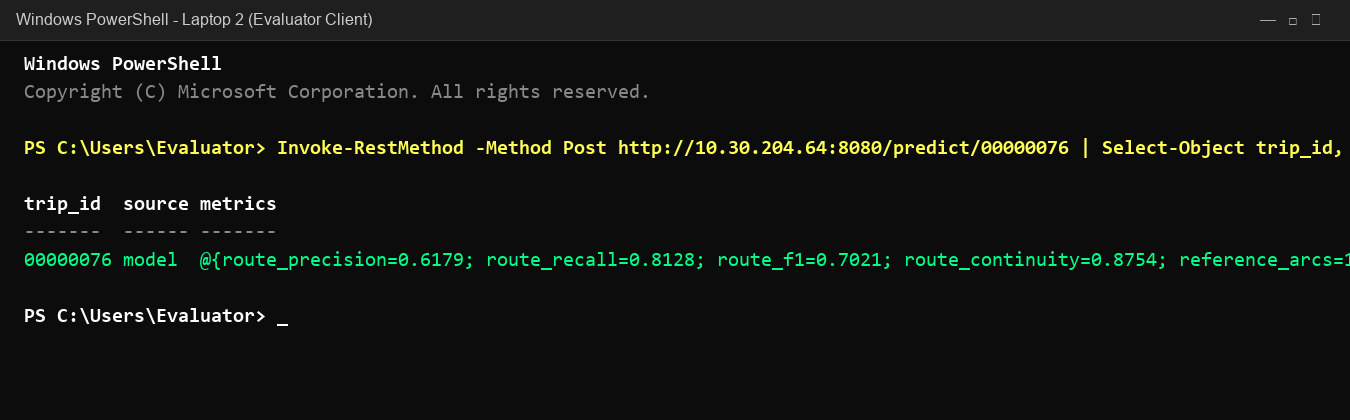 Windows PowerShell - Laptop 2 (Evaluator Client)
Windows PowerShell
Copyright (C) Microsoft Corporation. All rights reserved.
PS C:\Users\Evaluator> Invoke-RestMethod -Method Post http://10.30.204.64:8080/predict/00000076 | Select-Object trip_id,
trip_id  source metrics
-------  ------ -------
00000076 model  @{route_precision=0.6179; route_recall=0.8128; route_f1=0.7021; route_continuity=0.8754; reference_arcs=1
PS C:\Users\Evaluator> _